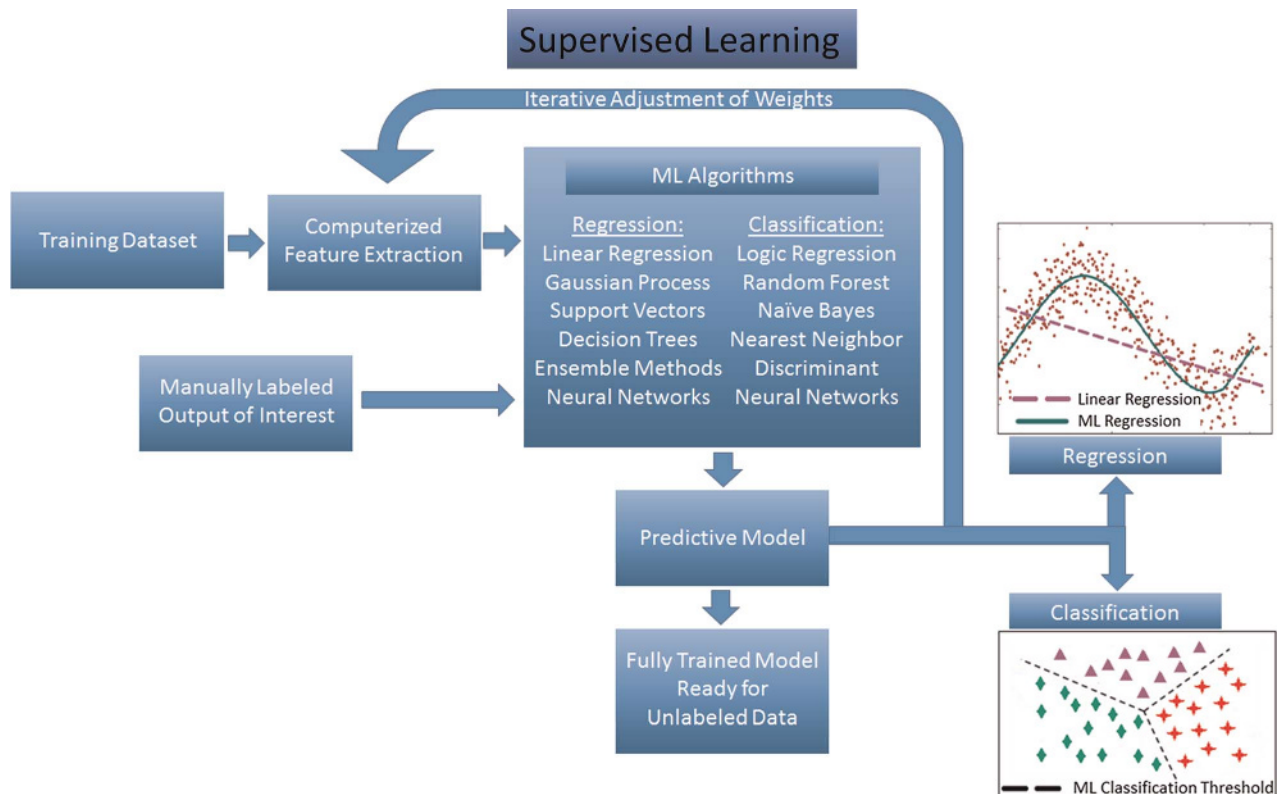 Supervised Learning
Iterative Adjustment of Weights
Training Dataset
Computerized
Feature Extraction
Manually Labeled
Output of Interest
ML Algorithms
Regression:
Linear Regression
Gaussian Process
Support Vectors
Decision Trees
Ensemble Methods
Neural Networks
Classification:
Logic Regression
Random Forest
Naïve Bayes
Nearest Neighbor
Discriminant
Neural Networks
Predictive Model
Fully Trained Model
Ready for
Unlabeled Data
Linear Regression
ML Regression
Regression
Classification
ML Classification Threshold